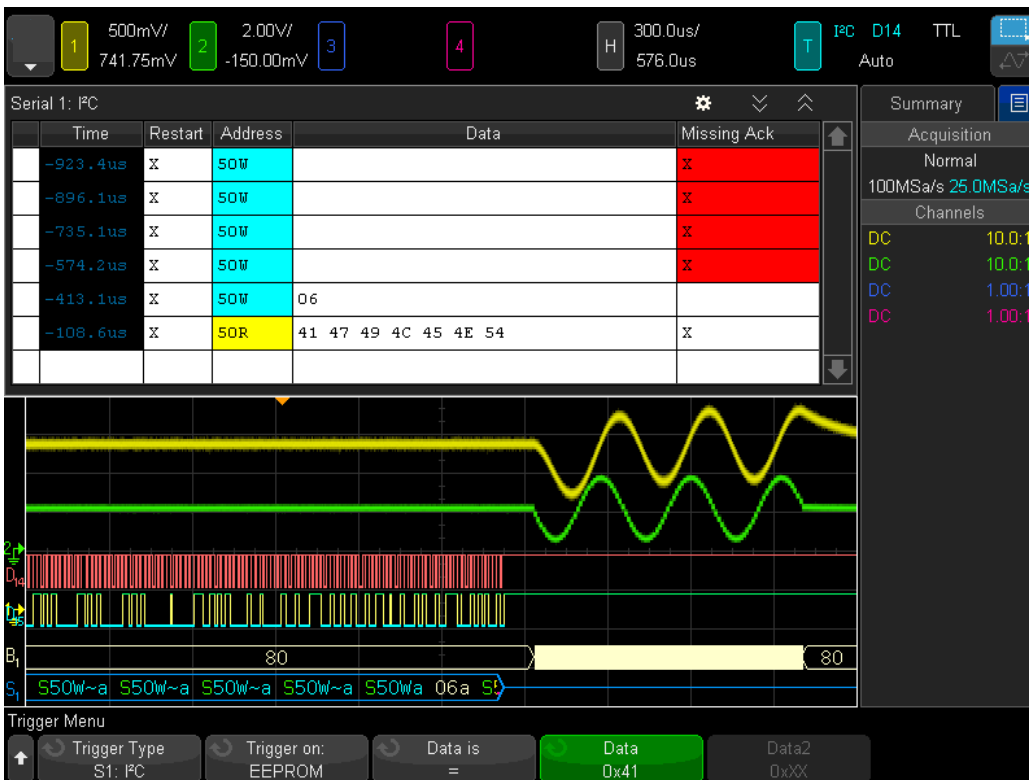 1 500mV/ 2 2.00V/ 3 4 H 300.0us/ T I²C D14 TTL
741.75mV -150.00mV 576.0us Auto
Serial 1: I²C
Summary
Time Restart Address Data Missing Ack
-923.4us X 50W X
-896.1us X 50W X
-735.1us X 50W X
-574.2us X 50W X
-413.1us X 50W 06
-108.6us X 50R 41 47 49 4C 45 4E 54 X
Acquisition
Normal
100MSa/s 25.0MSa/s
Channels
DC 10.0:1
DC 10.0:1
DC 1.00:1
DC 1.00:1
2
D14
B1 80 80
S1 S50W~a S50W~a S50W~a S50W~a S50Wa 06a
Trigger Menu
Trigger Type Trigger on: Data is Data Data2
S1: I²C EEPROM = 0x41 0xXX